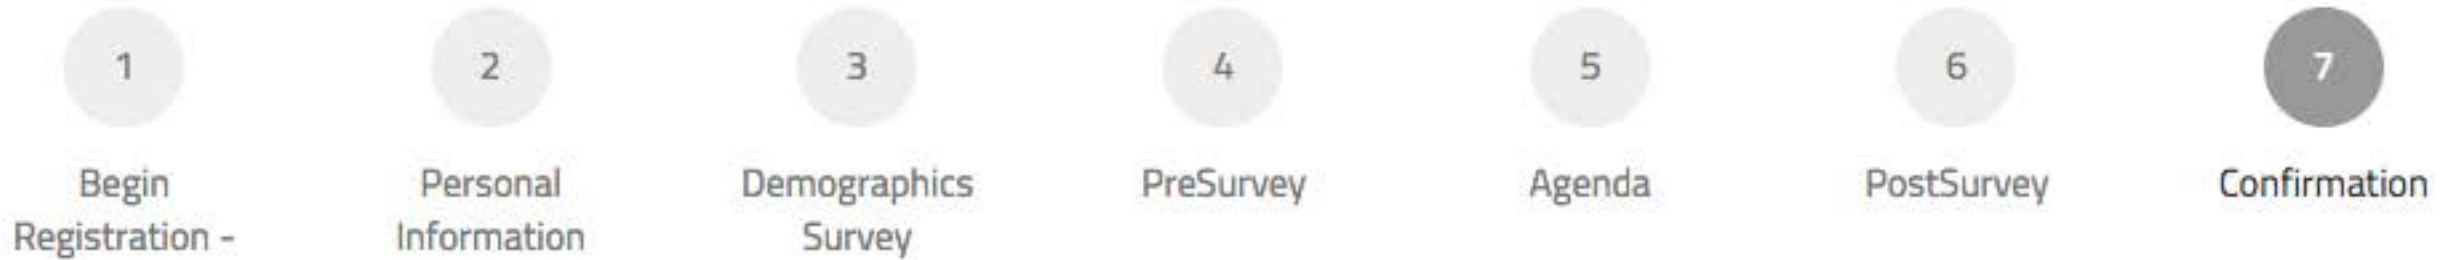 1
2
3
4
5
6
7
Begin
Registration -
Personal
Information
Demographics
Survey
PreSurvey
Agenda
PostSurvey
Confirmation